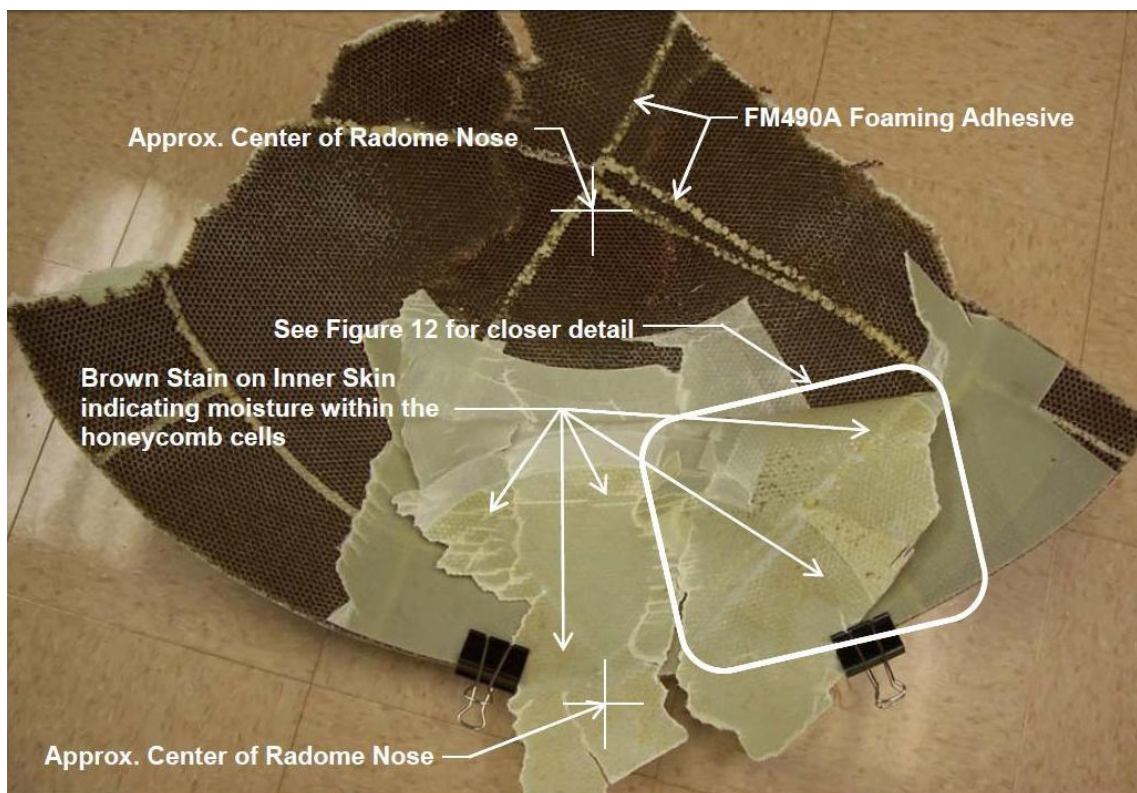 FM490A Foaming Adhesive
Approx. Center of Radome Nose
See Figure 12 for closer detail
Brown Stain on Inner Skin
indicating moisture within the
honeycomb cells
Approx. Center of Radome Nose